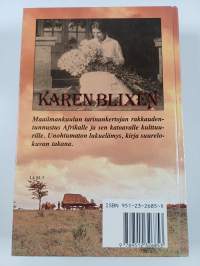 KAREN BLIXEN
Maailmankuulun tarinankertojan rakkauden-
tunnustus Afrikalle ja sen katoavalle kulttuu-
rille. Unohtumaton lukuelämys, kirja suurelo-
kuvan takana.
ISBN 951-23-2685-X